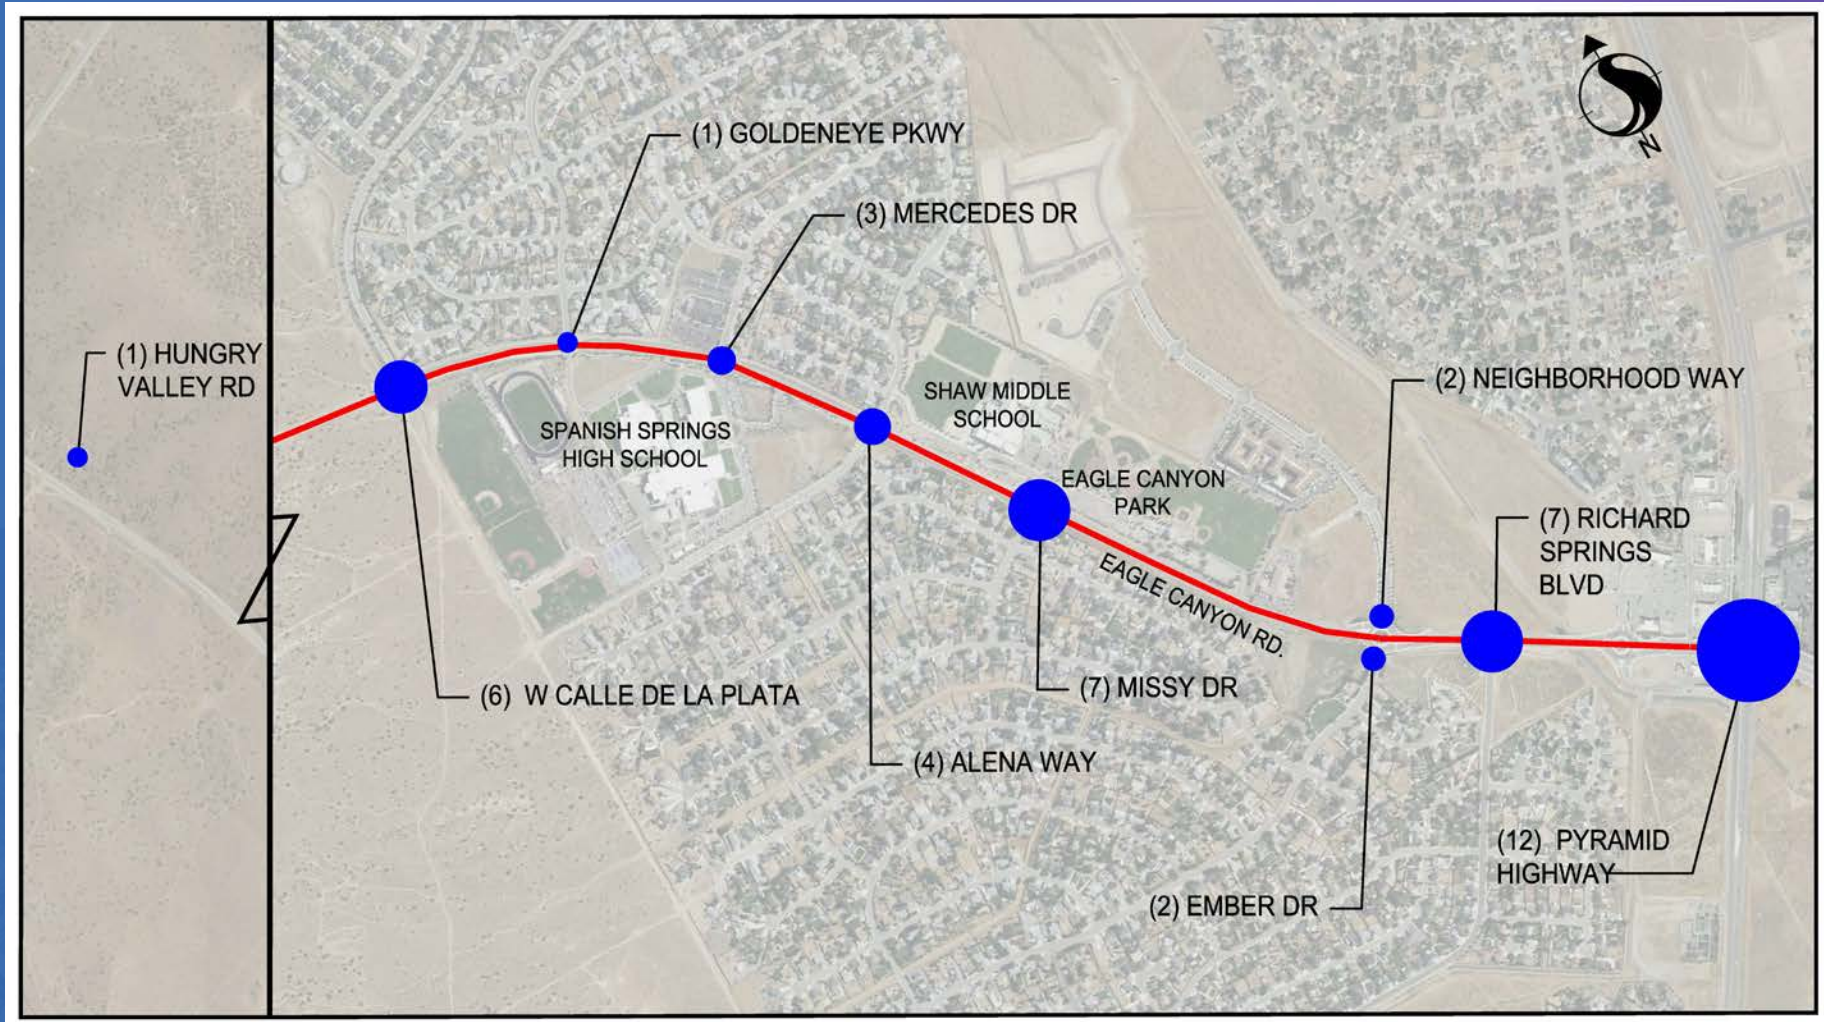 (1) GOLDENEYE PKWY
(3) MERCEDES DR
(1) HUNGRY
VALLEY RD
N
(2) NEIGHBORHOOD WAY
SHAW MIDDLE
SCHOOL
SPANISH SPRINGS
HIGH SCHOOL
EAGLE CANYON
PARK
(7) RICHARD
SPRINGS
BLVD
EAGLE CANYON RD.
(6) W CALLE DE LA PLATA
(7) MISSY DR
(4) ALENA WAY
(12) PYRAMID
HIGHWAY
(2) EMBER DR